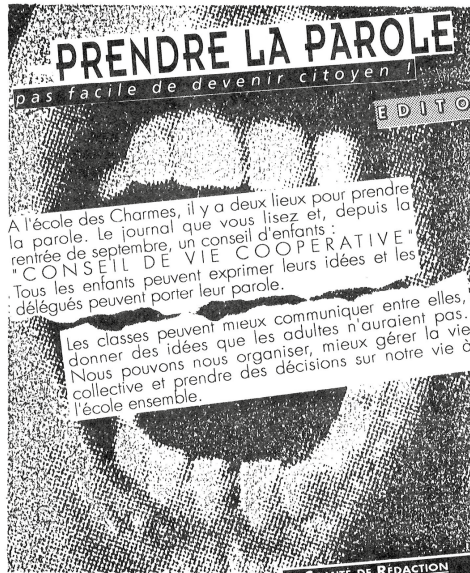 PRENDRE LA PAROLE
pas facile de devenir citoyen !
EDITO
A l'école des Charmes, il y a deux lieux pour prendre
la parole. Le journal que vous lisez et, depuis la
rentrée de septembre, un conseil d'enfants :
"CONSEIL DE VIE COOPERATIVE"
Tous les enfants peuvent exprimer leurs idées et les
délégués peuvent porter leur parole.
Les classes peuvent mieux communiquer entre elles,
donner des idées que les adultes n'auraient pas.
Nous pouvons nous organiser, mieux gérer la vie
collective et prendre des décisions sur notre vie à
l'école ensemble.
DE RÉDACTION